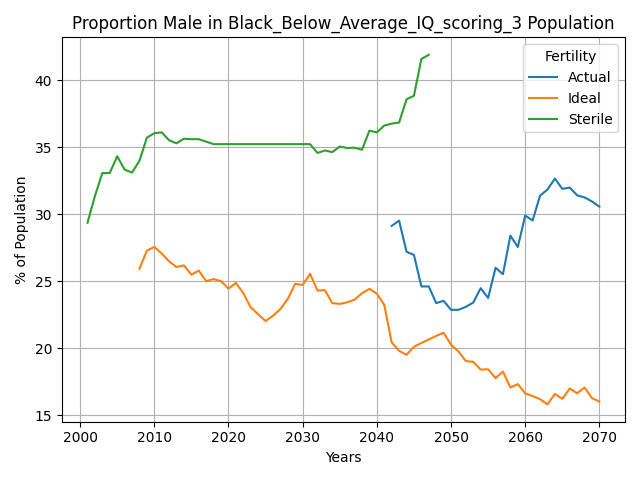 Proportion Male in Black_Below_Average_IQ_scoring_3 Population
Fertility
Actual
Ideal
Sterile
% of Population
40
35
30
25
20
15
2000 2010 2020 2030 2040 2050 2060 2070
Years